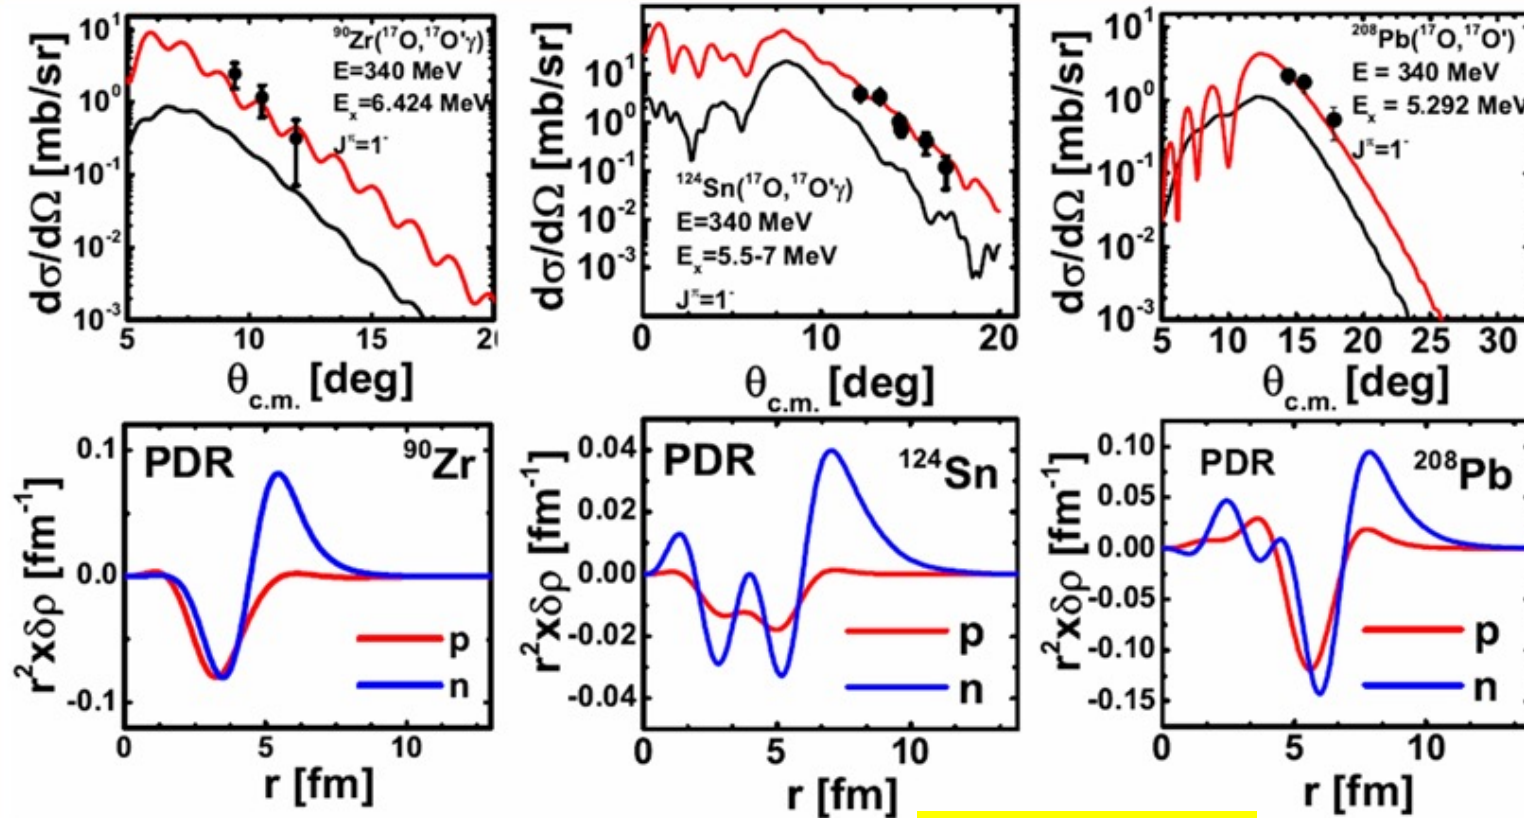 10¹
10⁰
10⁻¹
10⁻²
10⁻³
dσ/dΩ [mb/sr]
⁹⁰Zr(¹⁷O,¹⁷O'γ)
E=340 MeV
Eₓ=6.424 MeV
Jᵖ=1⁻
5 10 15 20
θc.m. [deg]
10¹
10⁰
10⁻¹
10⁻²
10⁻³
dσ/dΩ [mb/sr]
¹²⁴Sn(¹⁷O,¹⁷O'γ)
E=340 MeV
Eₓ=5.5-7 MeV
Jᵖ=1⁻
0 10 20
θc.m. [deg]
10¹
10⁰
10⁻¹
10⁻²
10⁻³
dσ/dΩ [mb/sr]
²⁰⁸Pb(¹⁷O,¹⁷O')
E = 340 MeV
Eₓ = 5.292 MeV
Jᵖ=1⁻
5 10 15 20 25 30
θc.m. [deg]
0.1
0.0
-0.1
r²xδρ [fm⁻¹]
PDR ⁹⁰Zr
p
n
0 5 10
r [fm]
0.04
0.02
0.00
-0.02
-0.04
r²xδρ [fm⁻¹]
PDR ¹²⁴Sn
p
n
0 5 10
r [fm]
0.10
0.05
0.00
-0.05
-0.10
-0.15
r²xδρ [fm⁻¹]
PDR ²⁰⁸Pb
p
n
0 5 10
r [fm]